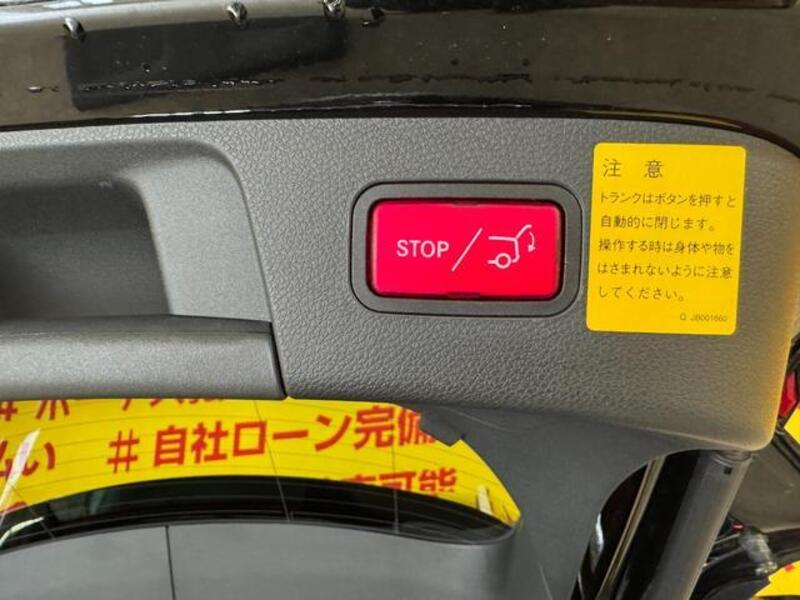 STOP
注意
トランクはボタンを押すと
自動的に閉じます。
操作する時は身体や物を
はさまれないように注意
してください。
Q JB001660
#自社ローン完備
可能